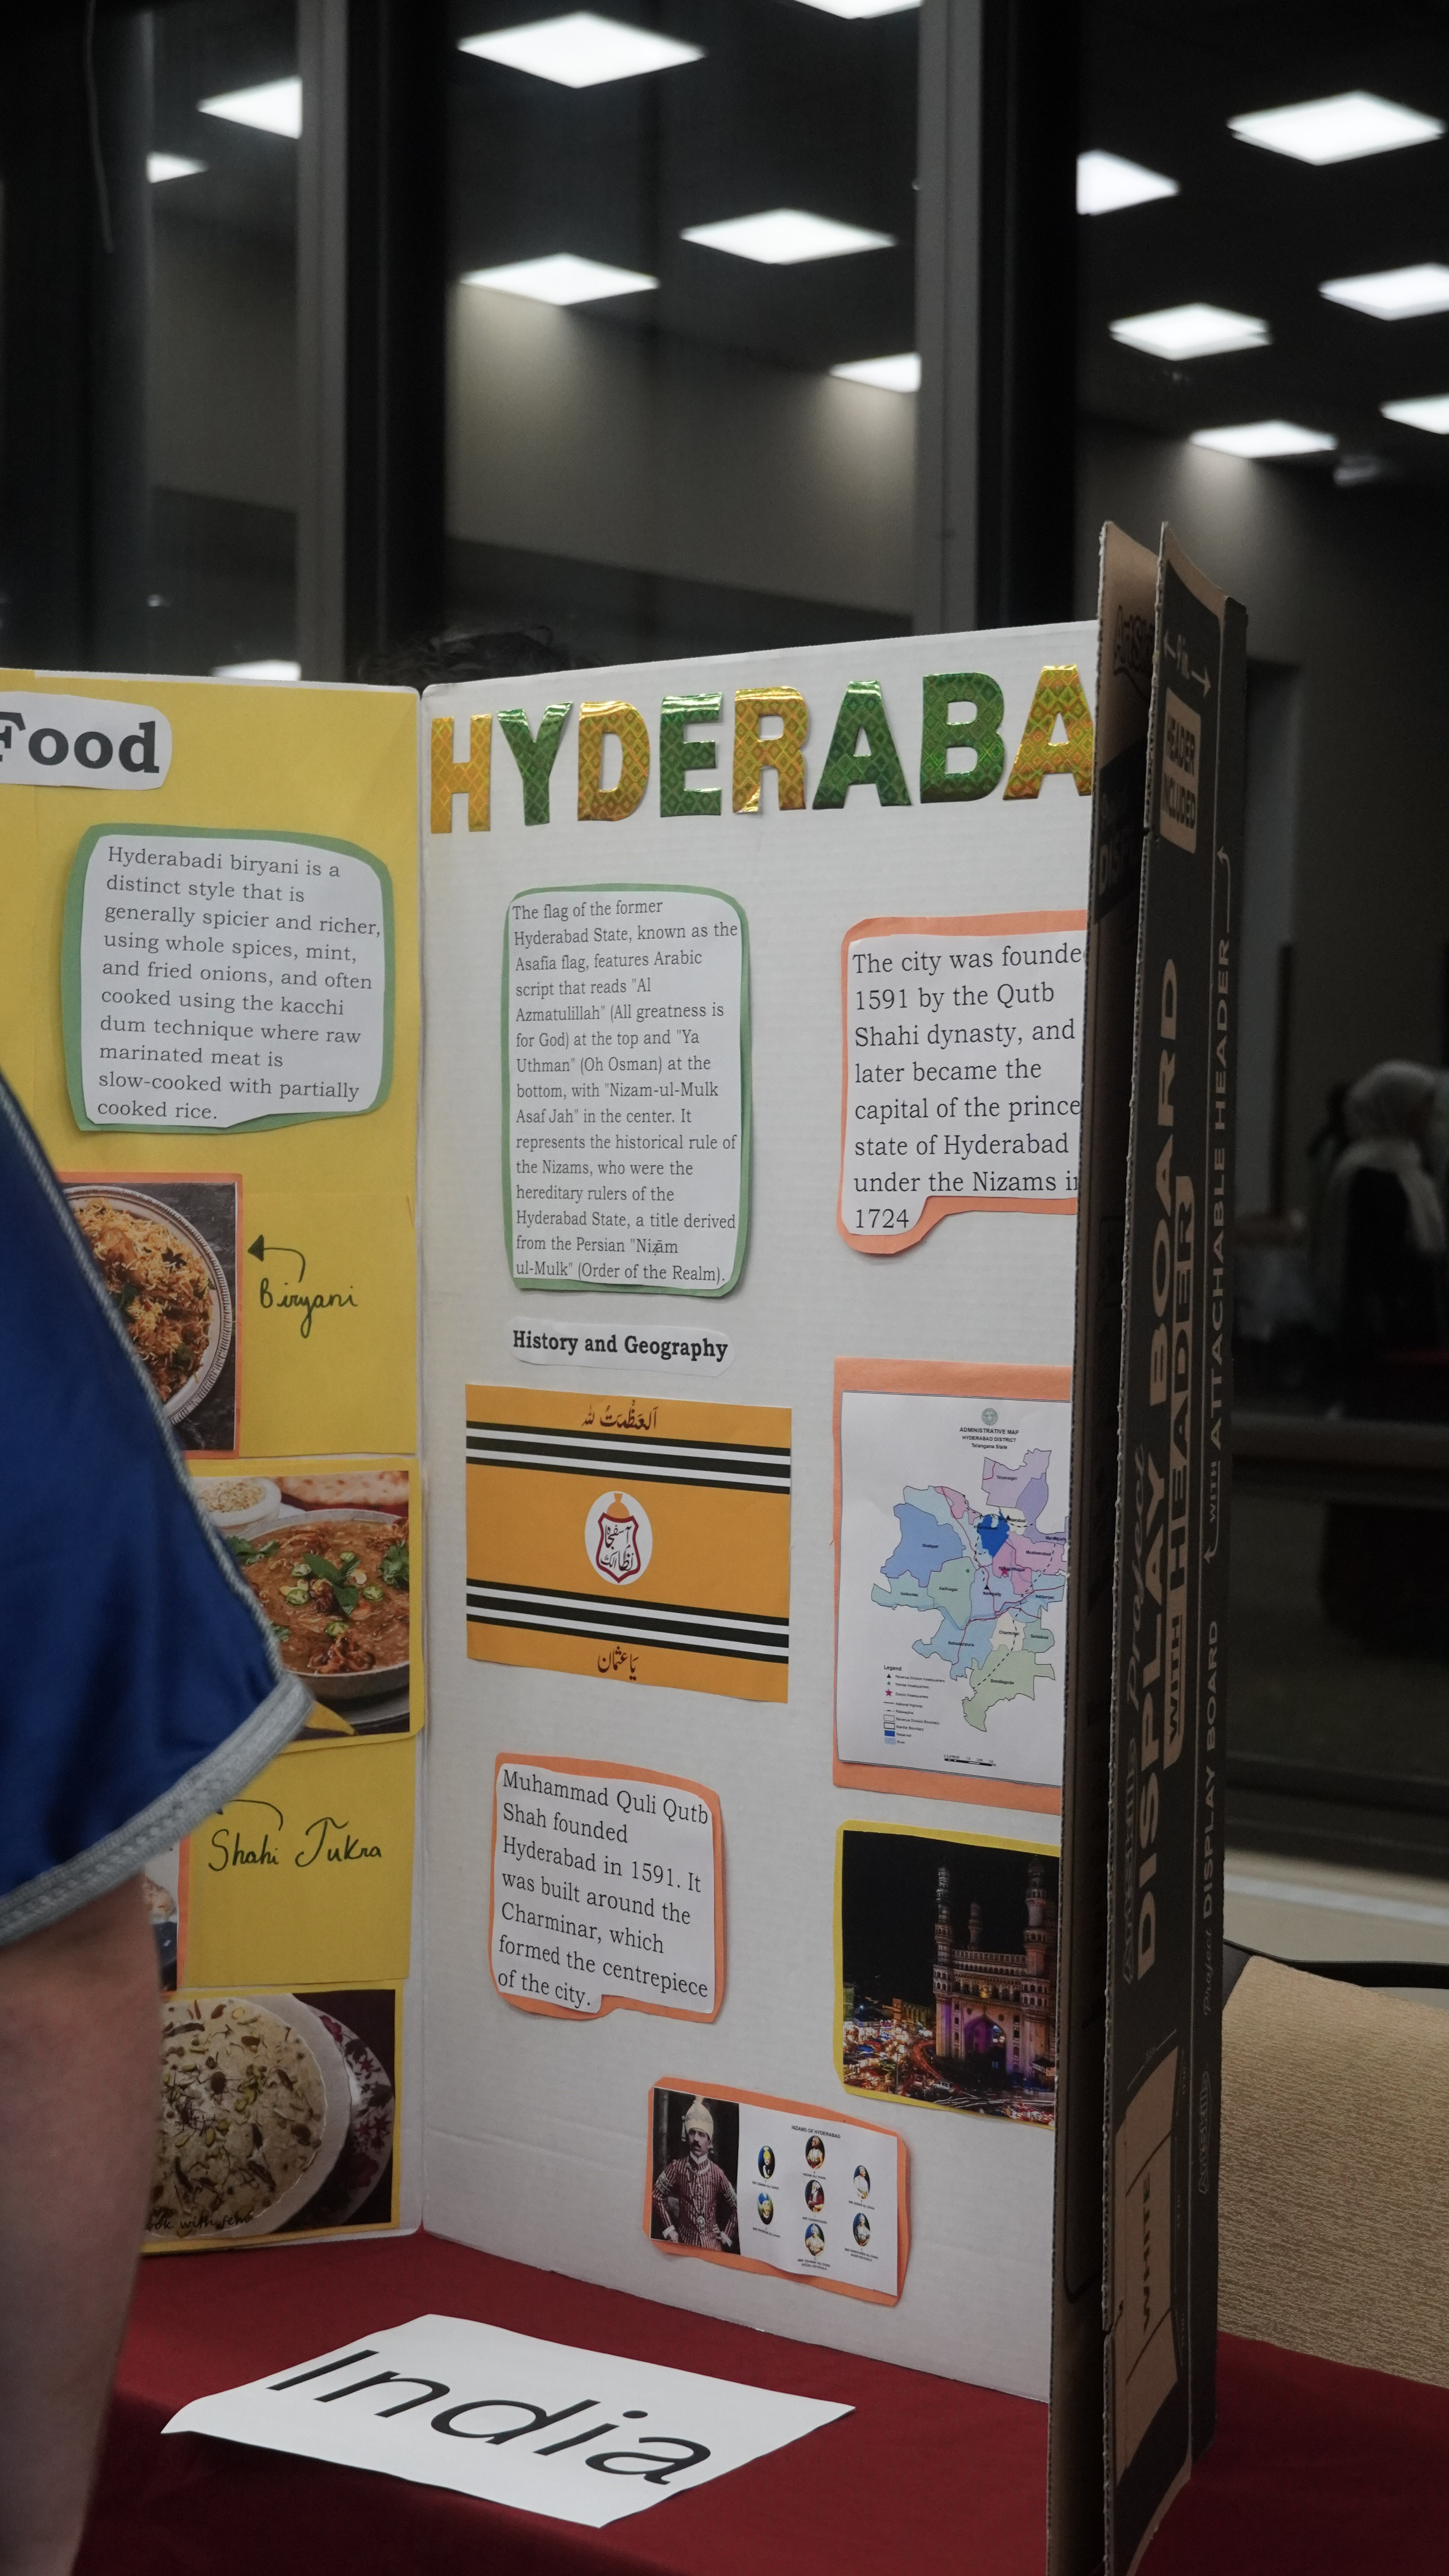 Food
Hyderabadi biryani is a
distinct style that is
generally spicier and richer,
using whole spices, mint,
and fried onions, and often
cooked using the kacchi
dum technique where raw
marinated meat is
slow-cooked with partially
cooked rice.
Biryani
Shahi Tukra
HYDERABA
The flag of the former
Hyderabad State, known as the
Asafia flag, features Arabic
script that reads "Al
Azmatulillah" (All greatness is
for God) at the top and "Ya
Uthman" (Oh Osman) at the
bottom, with "Nizam-ul-Mulk
Asaf Jah" in the center. It
represents the historical rule of
the Nizams, who were the
hereditary rulers of the
Hyderabad State, a title derived
from the Persian "Niẓām
ul-Mulk" (Order of the Realm).
The city was founde
1591 by the Qutb
Shahi dynasty, and
later became the
capital of the prince
state of Hyderabad
under the Nizams in
1724
History and Geography
العظمت لله
يا عثمان
ADMINISTRATIVE MAP
HYDERABAD DISTRICT
Telangana State
Legend
Muhammad Quli Qutb
Shah founded
Hyderabad in 1591. It
was built around the
Charminar, which
formed the centrepiece
of the city.
NIZAMS OF HYDERABAD
India
HEADER
INCLUDED
DISPLAY BOARD
WITH HEADER
Project DISPLAY BOARD WITH ATTACHABLE HEADER
WHITE